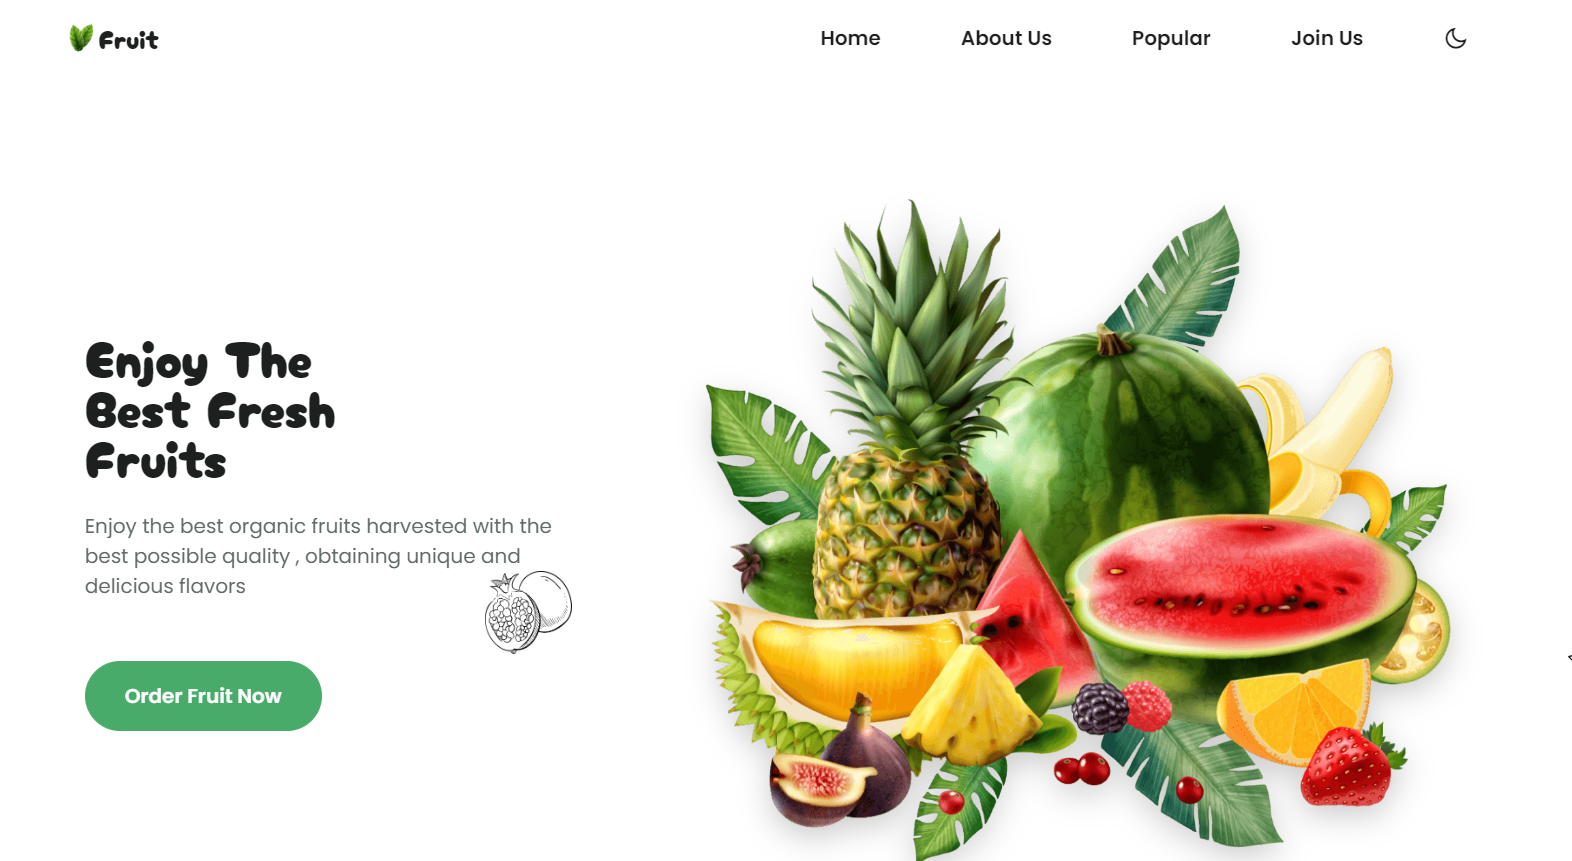 Fruit
Home
About Us
Popular
Join Us
Enjoy The
Best Fresh
Fruits
Enjoy the best organic fruits harvested with the
best possible quality , obtaining unique and
delicious flavors
Order Fruit Now